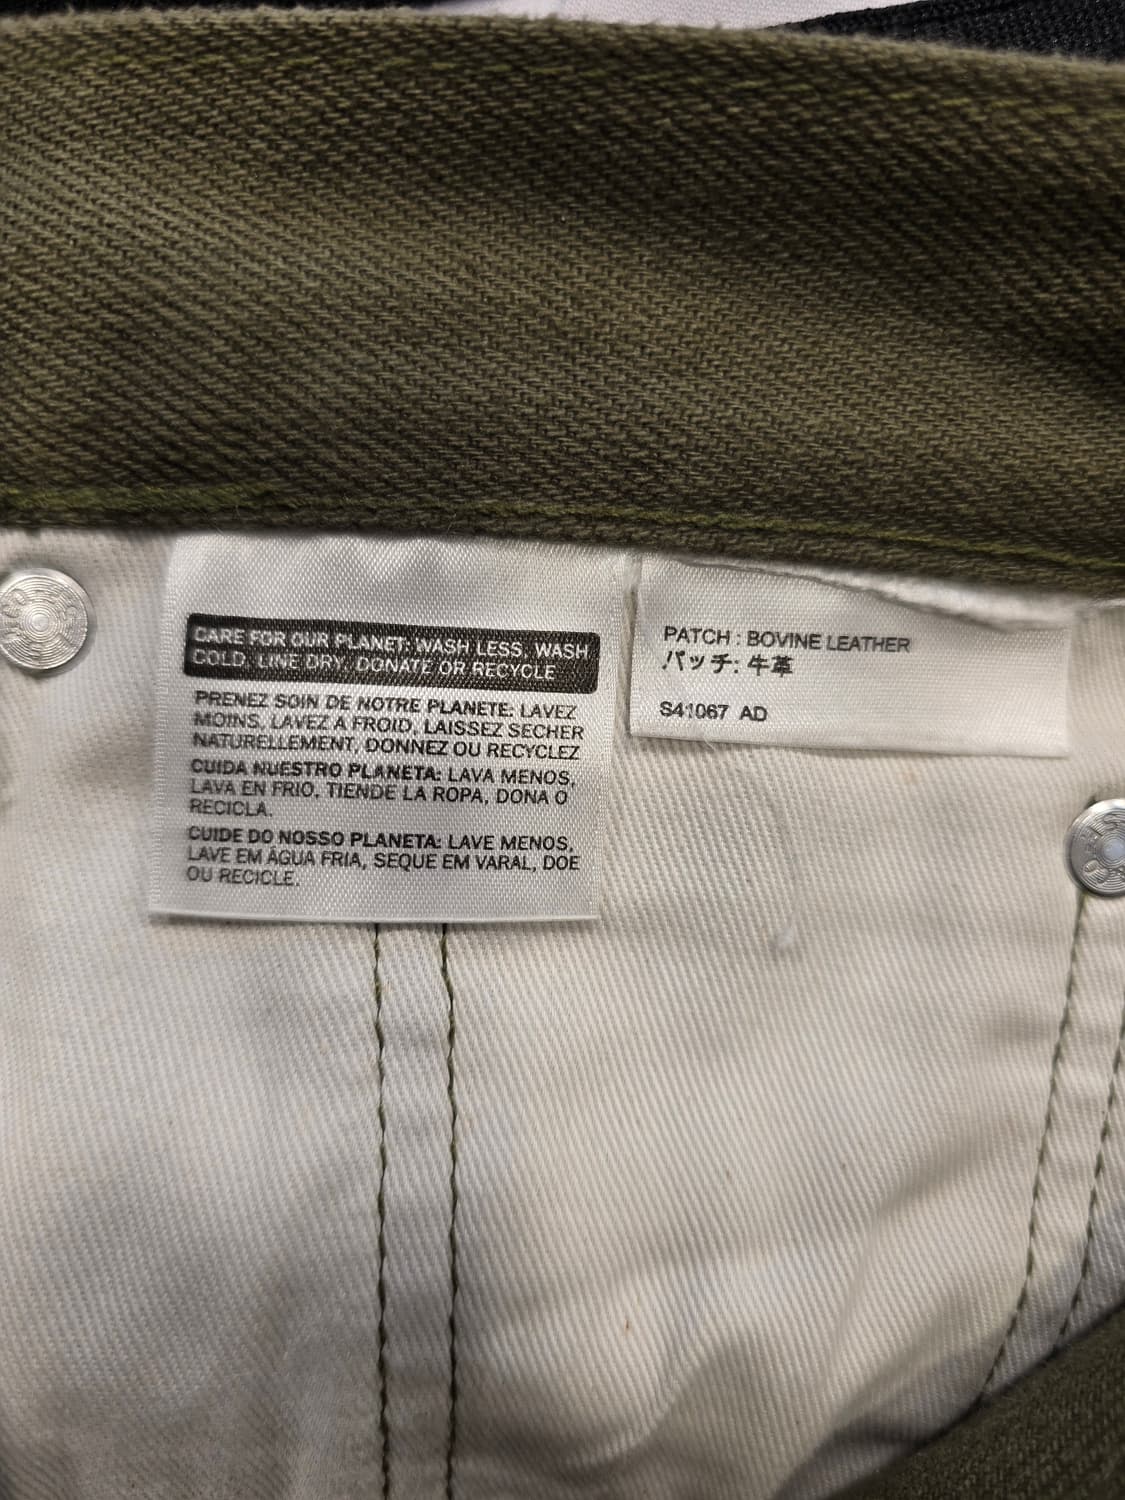 CARE FOR OUR PLANET: WASH LESS, WASH
COLD, LINE DRY, DONATE OR RECYCLE
PRENEZ SOIN DE NOTRE PLANETE: LAVEZ
MOINS, LAVEZ A FROID, LAISSEZ SECHER
NATURELLEMENT, DONNEZ OU RECYCLEZ
CUIDA NUESTRO PLANETA: LAVA MENOS,
LAVA EN FRIO, TIENDE LA ROPA, DONA O
RECICLA.
CUIDE DO NOSSO PLANETA: LAVE MENOS,
LAVE EM ÁGUA FRIA, SEQUE EM VARAL, DOE
OU RECICLE.
PATCH : BOVINE LEATHER
パッチ: 牛革
S41067 AD